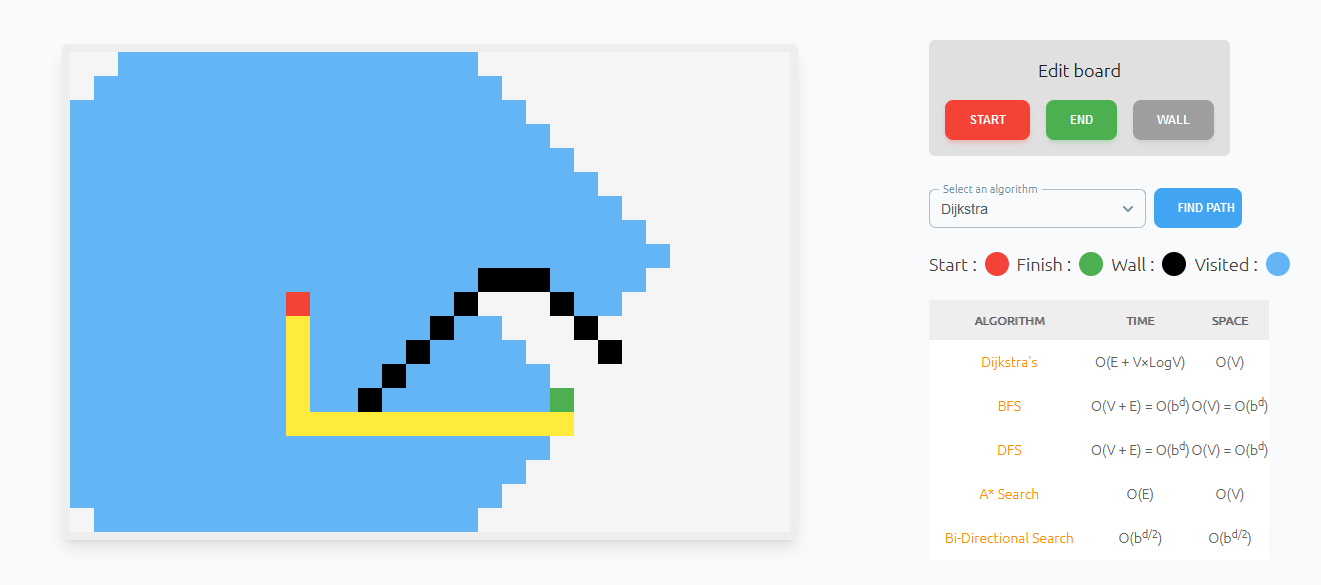 Edit board
START END WALL
Select an algorithm
Dijkstra
FIND PATH
Start : Finish : Wall : Visited :
ALGORITHM TIME SPACE
Dijkstra's O(E + V×LogV) O(V)
BFS O(V + E) = O(b^d) O(V) = O(b^d)
DFS O(V + E) = O(b^d) O(V) = O(b^d)
A* Search O(E) O(V)
Bi-Directional Search O(b^d/2) O(b^d/2)